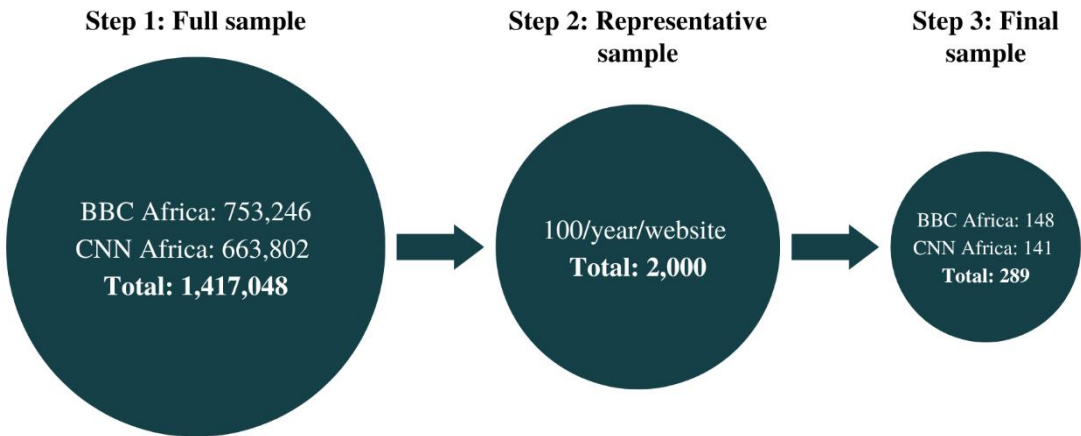 Step 1: Full sample
BBC Africa: 753,246
CNN Africa: 663,802
Total: 1,417,048
Step 2: Representative
sample
100/year/website
Total: 2,000
Step 3: Final
sample
BBC Africa: 148
CNN Africa: 141
Total: 289